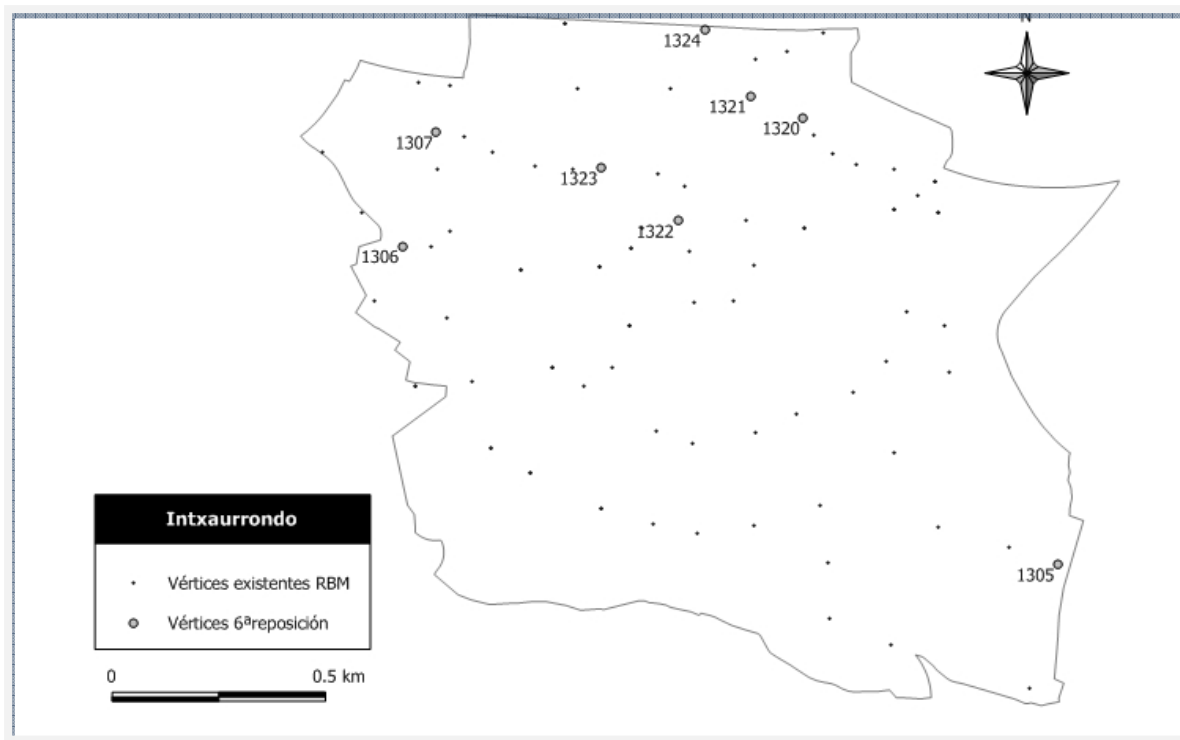 N
1324
1321
1320
1307
1323
1322
1306
1305
Intxaurrondo
Vértices existentes RBM
Vértices 6ªreposición
0 0.5 km